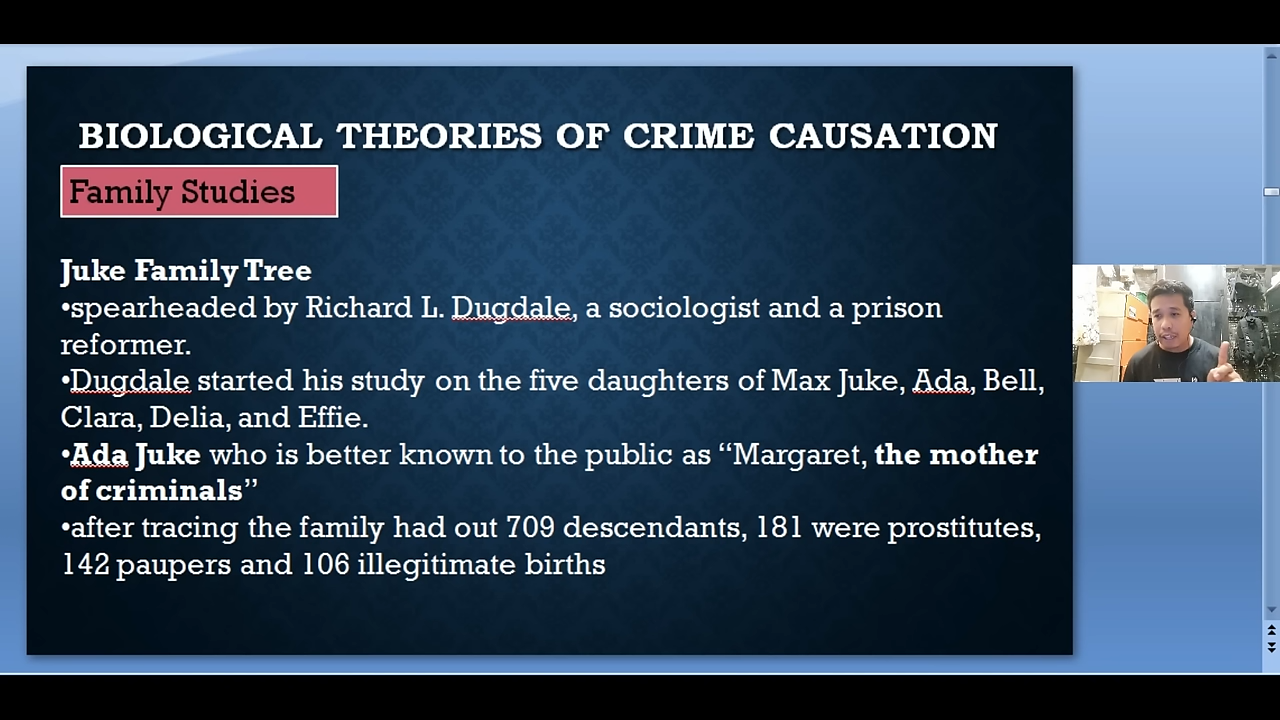 BIOLOGICAL THEORIES OF CRIME CAUSATION
Family Studies
Juke Family Tree
•spearheaded by Richard L. Dugdale, a sociologist and a prison
reformer.
•Dugdale started his study on the five daughters of Max Juke, Ada, Bell,
Clara, Delia, and Effie.
•Ada Juke who is better known to the public as “Margaret, the mother
of criminals”
•after tracing the family had out 709 descendants, 181 were prostitutes,
142 paupers and 106 illegitimate births